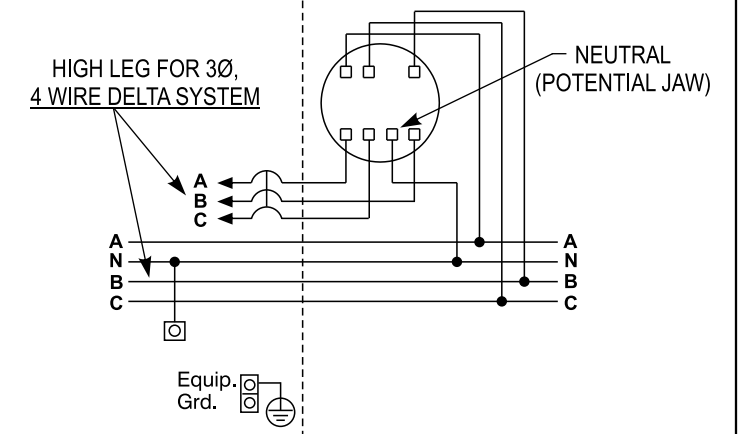 HIGH LEG FOR 3Ø,
4 WIRE DELTA SYSTEM
NEUTRAL
(POTENTIAL JAW)
A
B
C
A A
N N
B B
C C
Equip.
Grd.